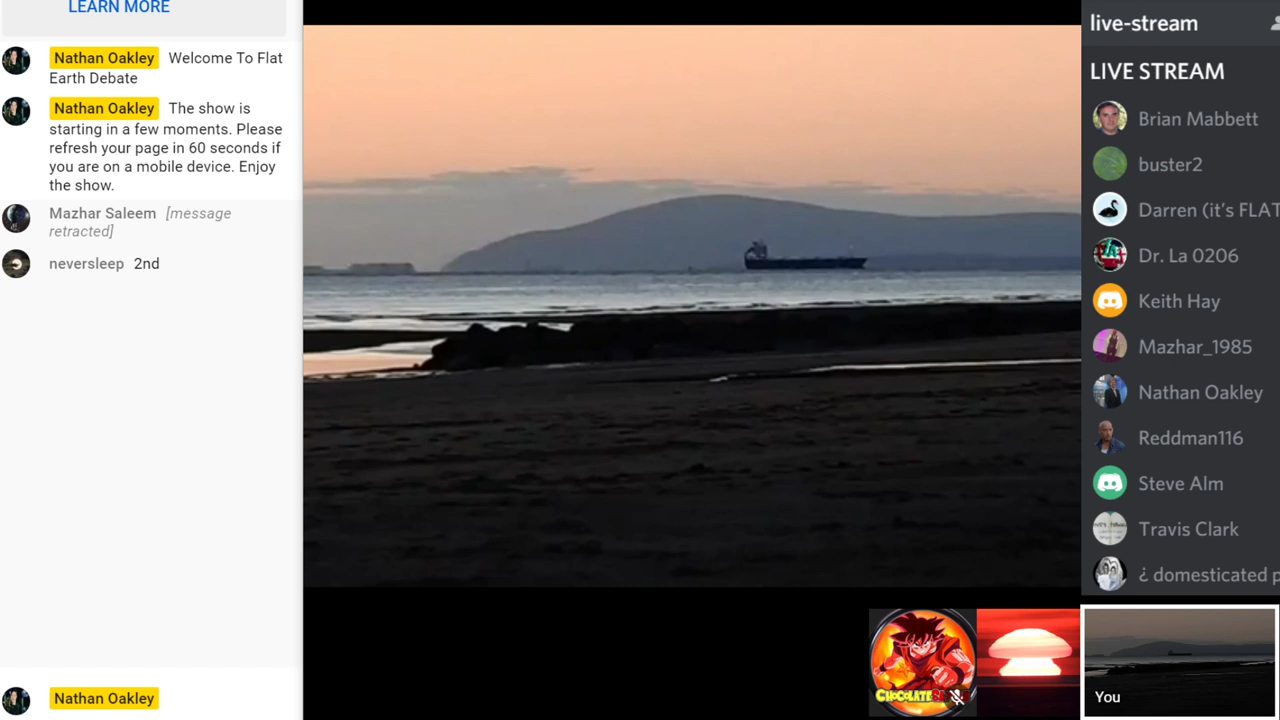 LEARN MORE
Nathan Oakley Welcome To Flat
Earth Debate
Nathan Oakley The show is
starting in a few moments. Please
refresh your page in 60 seconds if
you are on a mobile device. Enjoy
the show.
Mazhar Saleem [message
retracted]
neversleep 2nd
Nathan Oakley
live-stream
LIVE STREAM
Brian Mabbett
buster2
Darren (it's FLAT
Dr. La 0206
Keith Hay
Mazhar_1985
Nathan Oakley
Reddman116
Steve Alm
Travis Clark
¿ domesticated p
CHOCOLATE
You